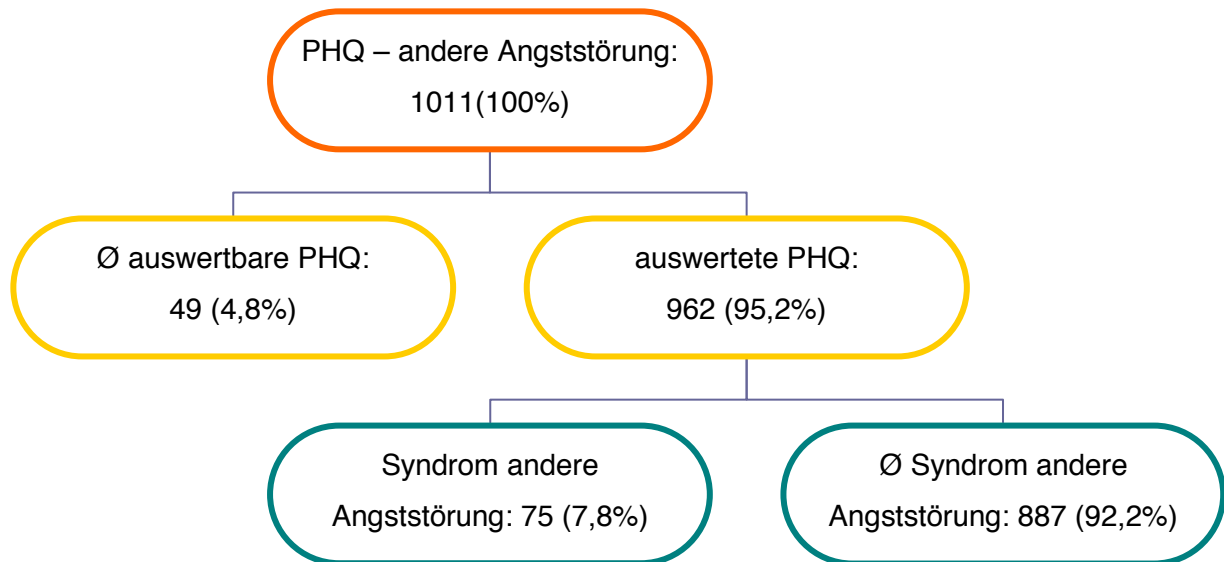 PHQ – andere Angststörung:
1011(100%)
Ø auswertbare PHQ:
49 (4,8%)
auswertete PHQ:
962 (95,2%)
Syndrom andere
Angststörung: 75 (7,8%)
Ø Syndrom andere
Angststörung: 887 (92,2%)